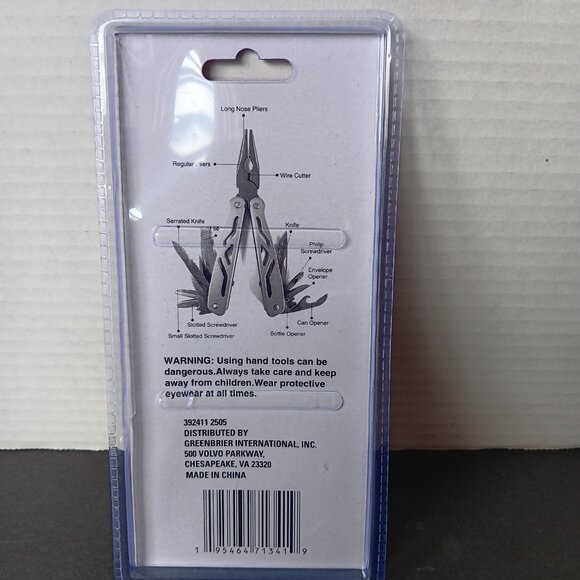 Long Nose Pliers
Regular Pliers
Wire Cutter
Serrated Knife
Knife
Philip
Screwdriver
Envelope
Opener
Can Opener
Slotted Screwdriver
Bottle Opener
Small Slotted Screwdriver
WARNING: Using hand tools can be
dangerous.Always take care and keep
away from children.Wear protective
eyewear at all times.
392411 2505
DISTRIBUTED BY
GREENBRIER INTERNATIONAL, INC.
500 VOLVO PARKWAY,
CHESAPEAKE, VA 23320
MADE IN CHINA
1 95464 71341 9